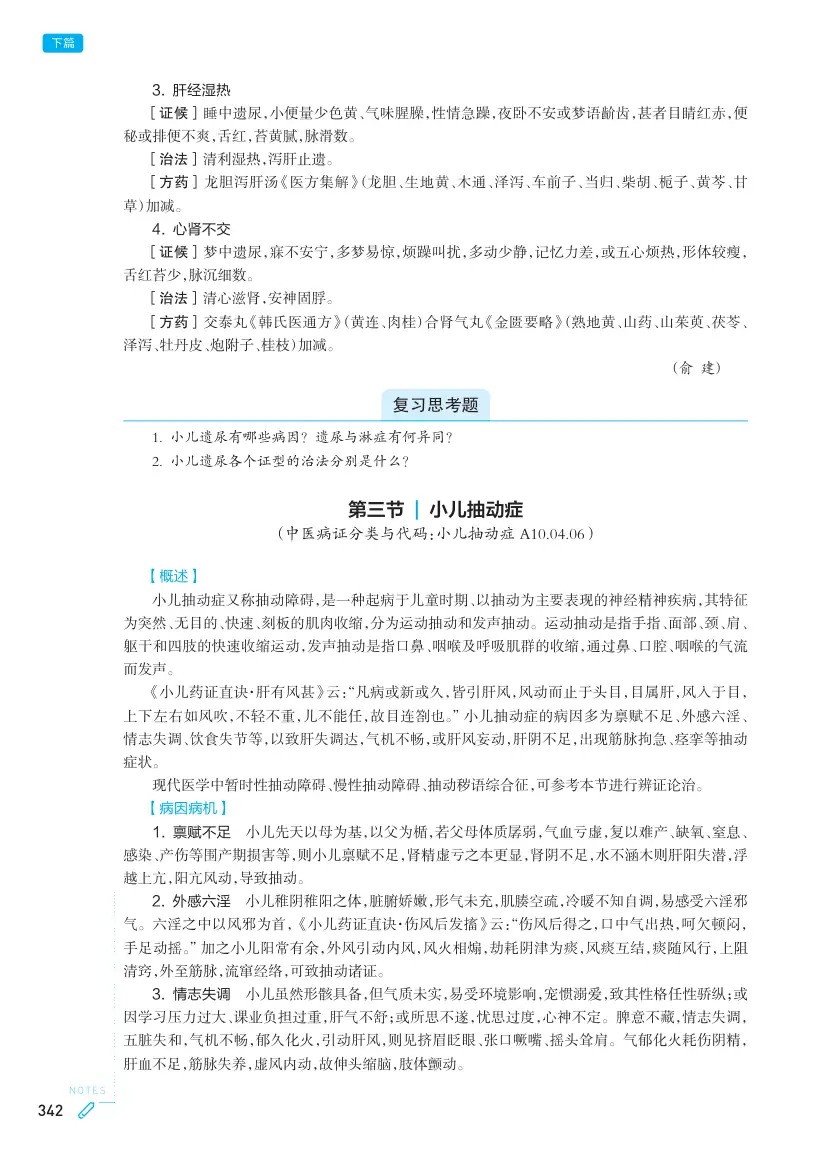 下篇
3. 肝经湿热
［证候］睡中遗尿,小便量少色黄、气味腥臊,性情急躁,夜卧不安或梦语龂齿,甚者目睛红赤,便
秘或排便不爽,舌红,苔黄腻,脉滑数。
［治法］清利湿热,泻肝止遗。
［方药］龙胆泻肝汤《医方集解》(龙胆、生地黄、木通、泽泻、车前子、当归、柴胡、栀子、黄芩、甘
草)加减。
4. 心肾不交
［证候］梦中遗尿,寐不安宁,多梦易惊,烦躁叫扰,多动少静,记忆力差,或五心烦热,形体较瘦,
舌红苔少,脉沉细数。
［治法］清心滋肾,安神固脬。
［方药］交泰丸《韩氏医通方》(黄连、肉桂)合肾气丸《金匮要略》(熟地黄、山药、山茱萸、茯苓、
泽泻、牡丹皮、炮附子、桂枝)加减。
(俞 建)
复习思考题
1. 小儿遗尿有哪些病因? 遗尿与淋症有何异同?
2. 小儿遗尿各个证型的治法分别是什么?
第三节 | 小儿抽动症
(中医病证分类与代码:小儿抽动症 A10.04.06)
【概述】
小儿抽动症又称抽动障碍,是一种起病于儿童时期、以抽动为主要表现的神经精神疾病,其特征
为突然、无目的、快速、刻板的肌肉收缩,分为运动抽动和发声抽动。运动抽动是指手指、面部、颈、肩、
躯干和四肢的快速收缩运动,发声抽动是指口鼻、咽喉及呼吸肌群的收缩,通过鼻、口腔、咽喉的气流
而发声。
《小儿药证直诀·肝有风甚》云:“凡病或新或久,皆引肝风,风动而止于头目,目属肝,风入于目,
上下左右如风吹,不轻不重,儿不能任,故目连劄也。”小儿抽动症的病因多为禀赋不足、外感六淫、
情志失调、饮食失节等,以致肝失调达,气机不畅,或肝风妄动,肝阴不足,出现筋脉拘急、痉挛等抽动
症状。
现代医学中暂时性抽动障碍、慢性抽动障碍、抽动秽语综合征,可参考本节进行辨证论治。
【病因病机】
1. 禀赋不足 小儿先天以母为基,以父为楯,若父母体质孱弱,气血亏虚,复以难产、缺氧、窒息、
感染、产伤等围产期损害等,则小儿禀赋不足,肾精虚亏之本更显,肾阴不足,水不涵木则肝阳失潜,浮
越上亢,阳亢风动,导致抽动。
2. 外感六淫 小儿稚阴稚阳之体,脏腑娇嫩,形气未充,肌腠空疏,冷暖不知自调,易感受六淫邪
气。六淫之中以风邪为首,《小儿药证直诀·伤风后发搐》云:“伤风后得之,口中气出热,呵欠顿闷,
手足动摇。”加之小儿阳常有余,外风引动内风,风火相煽,劫耗阴津为痰,风痰互结,痰随风行,上阻
清窍,外至筋脉,流窜经络,可致抽动诸证。
3. 情志失调 小儿虽然形骸具备,但气质未实,易受环境影响,宠惯溺爱,致其性格任性骄纵;或
因学习压力过大、课业负担过重,肝气不舒;或所思不遂,忧思过度,心神不定。脾意不藏,情志失调,
五脏失和,气机不畅,郁久化火,引动肝风,则见挤眉眨眼、张口噘嘴、摇头耸肩。气郁化火耗伤阴精,
肝血不足,筋脉失养,虚风内动,故伸头缩脑,肢体颤动。
NOTES
342